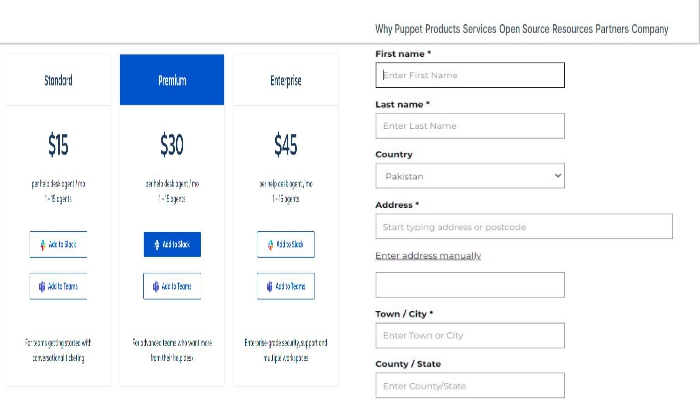 Why Puppet Products Services Open Source Resources Partners Company
Standard
$15
per help desk agent / mo
1 - 15 agents
Add to Slack
Add to Teams
For teams getting started with
conversational ticketing
Premium
$30
per help desk agent / mo
1 - 15 agents
Add to Slack
Add to Teams
For advanced teams who want more
from their help desk
Enterprise
$45
per help desk agent / mo
1 - 15 agents
Add to Slack
Add to Teams
Enterprise-grade security, support and
multiple workspaces
First name *
Enter First Name
Last name *
Enter Last Name
Country
Pakistan
Address *
Start typing address or postcode
Enter address manually
Town / City *
Enter Town or City
County / State
Enter County/State